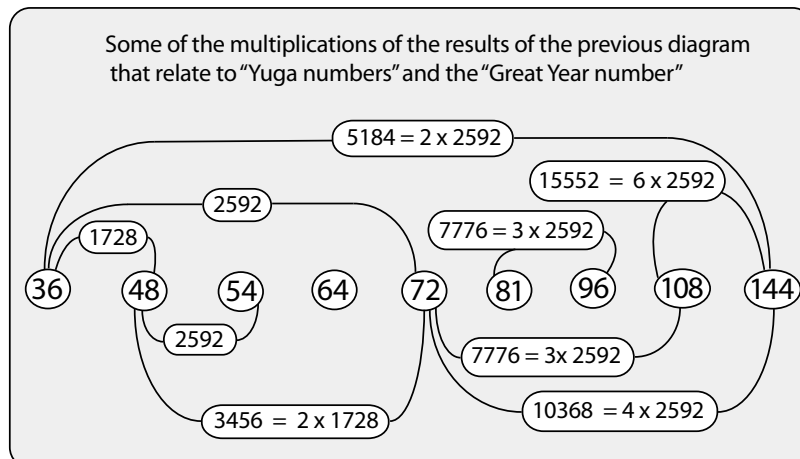 Some of the multiplications of the results of the previous diagram
that relate to “Yuga numbers” and the “Great Year number”
5184 = 2 x 2592
15552 = 6 x 2592
2592
7776 = 3 x 2592
1728
36
48
54
64
72
81
96
108
144
2592
7776 = 3x 2592
3456 = 2 x 1728
10368 = 4 x 2592